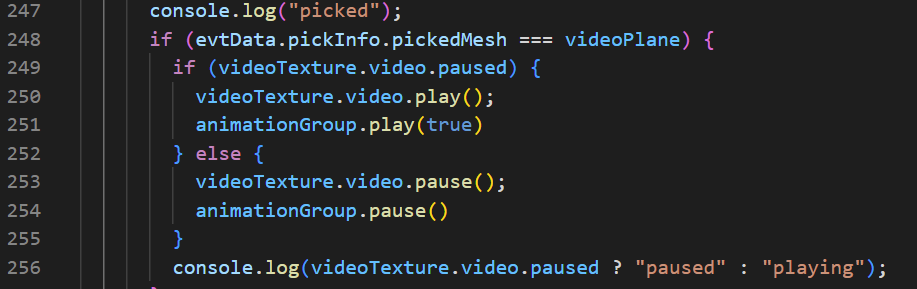 247 console.log("picked");
248 if (evtData.pickInfo.pickedMesh === videoPlane) {
249 if (videoTexture.video.paused) {
250 videoTexture.video.play();
251 animationGroup.play(true)
252 } else {
253 videoTexture.video.pause();
254 animationGroup.pause()
255 }
256 console.log(videoTexture.video.paused ? "paused" : "playing");